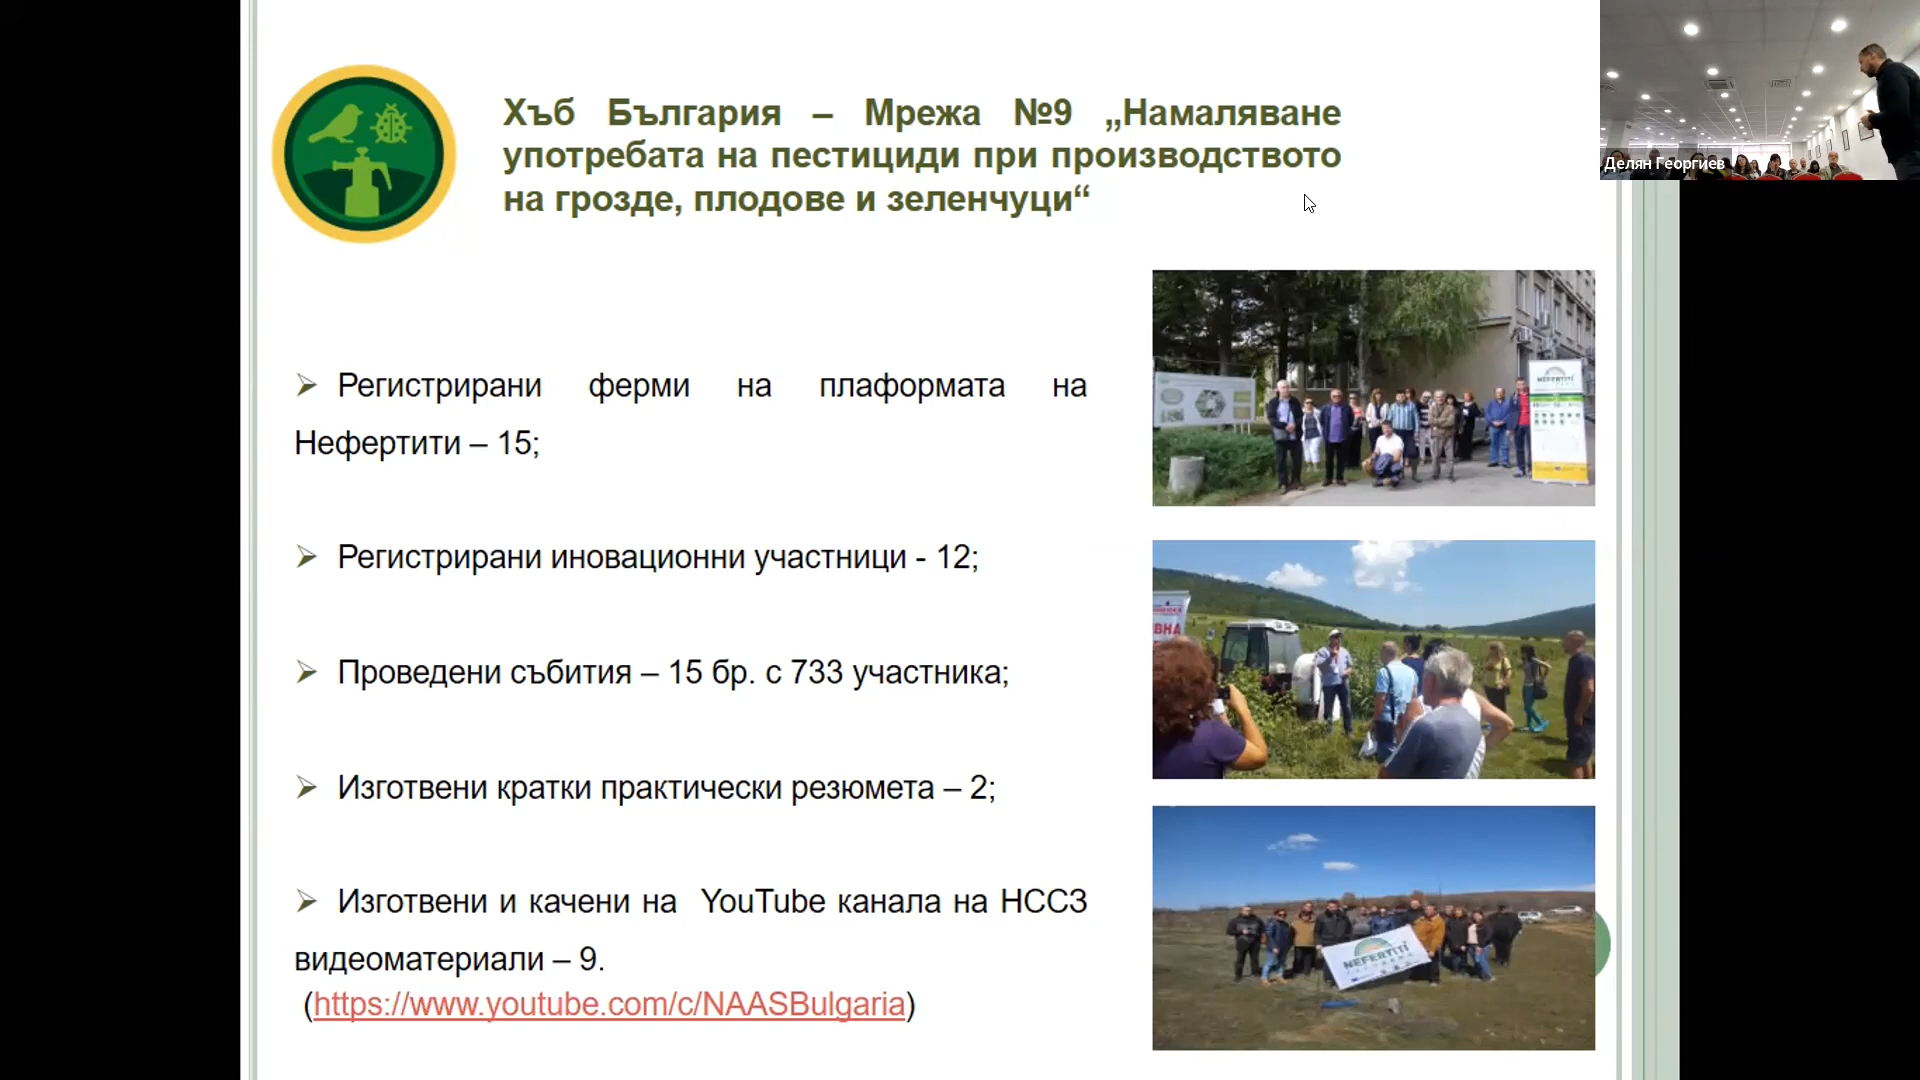 Хъб България – Мрежа №9 „Намаляване
употребата на пестициди при производството
на грозде, плодове и зеленчуци“
Делян Георгиев
Регистрирани ферми на плаформата на
Нефертити – 15;
Регистрирани иновационни участници - 12;
Проведени събития – 15 бр. с 733 участника;
Изготвени кратки практически резюмета – 2;
Изготвени и качени на YouTube канала на НССЗ
видеоматериали – 9.
(https://www.youtube.com/c/NAASBulgaria)
NEFERTITI
NEFERTITI